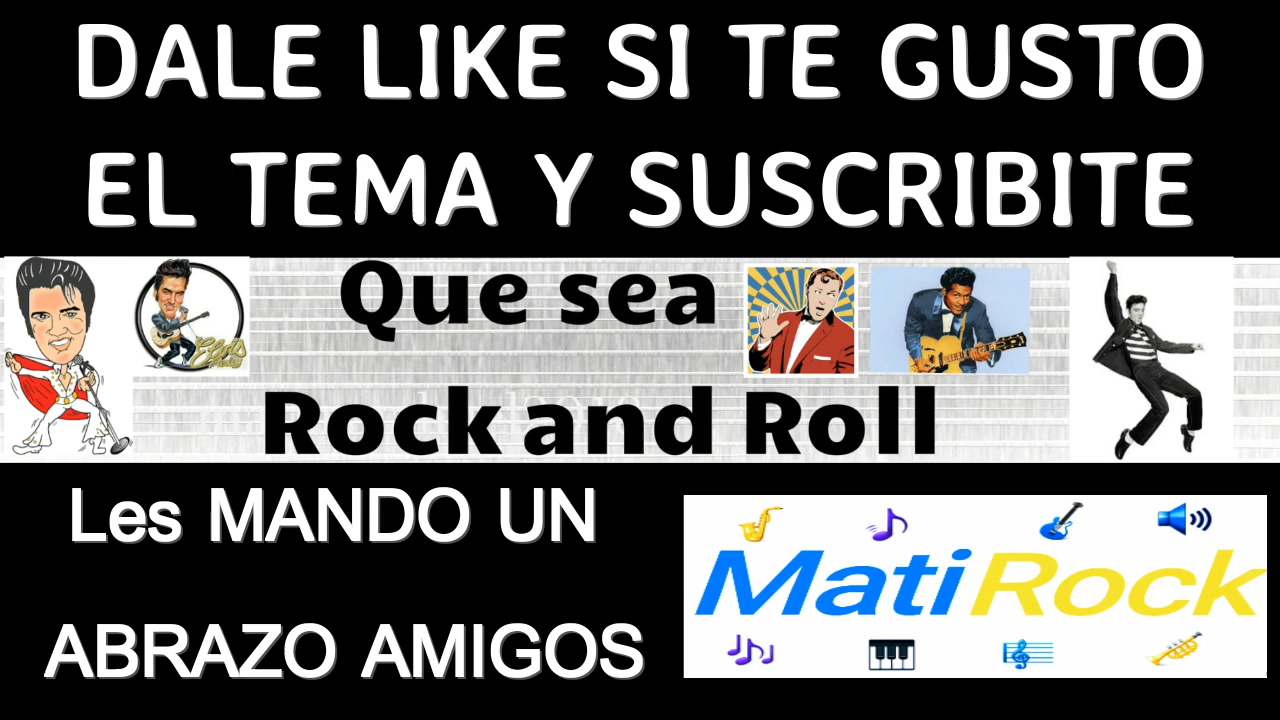 DALE LIKE SI TE GUSTO
EL TEMA Y SUSCRIBITE
Que sea
Rock and Roll
Elvis
Les MANDO UN
ABRAZO AMIGOS
MatiRock